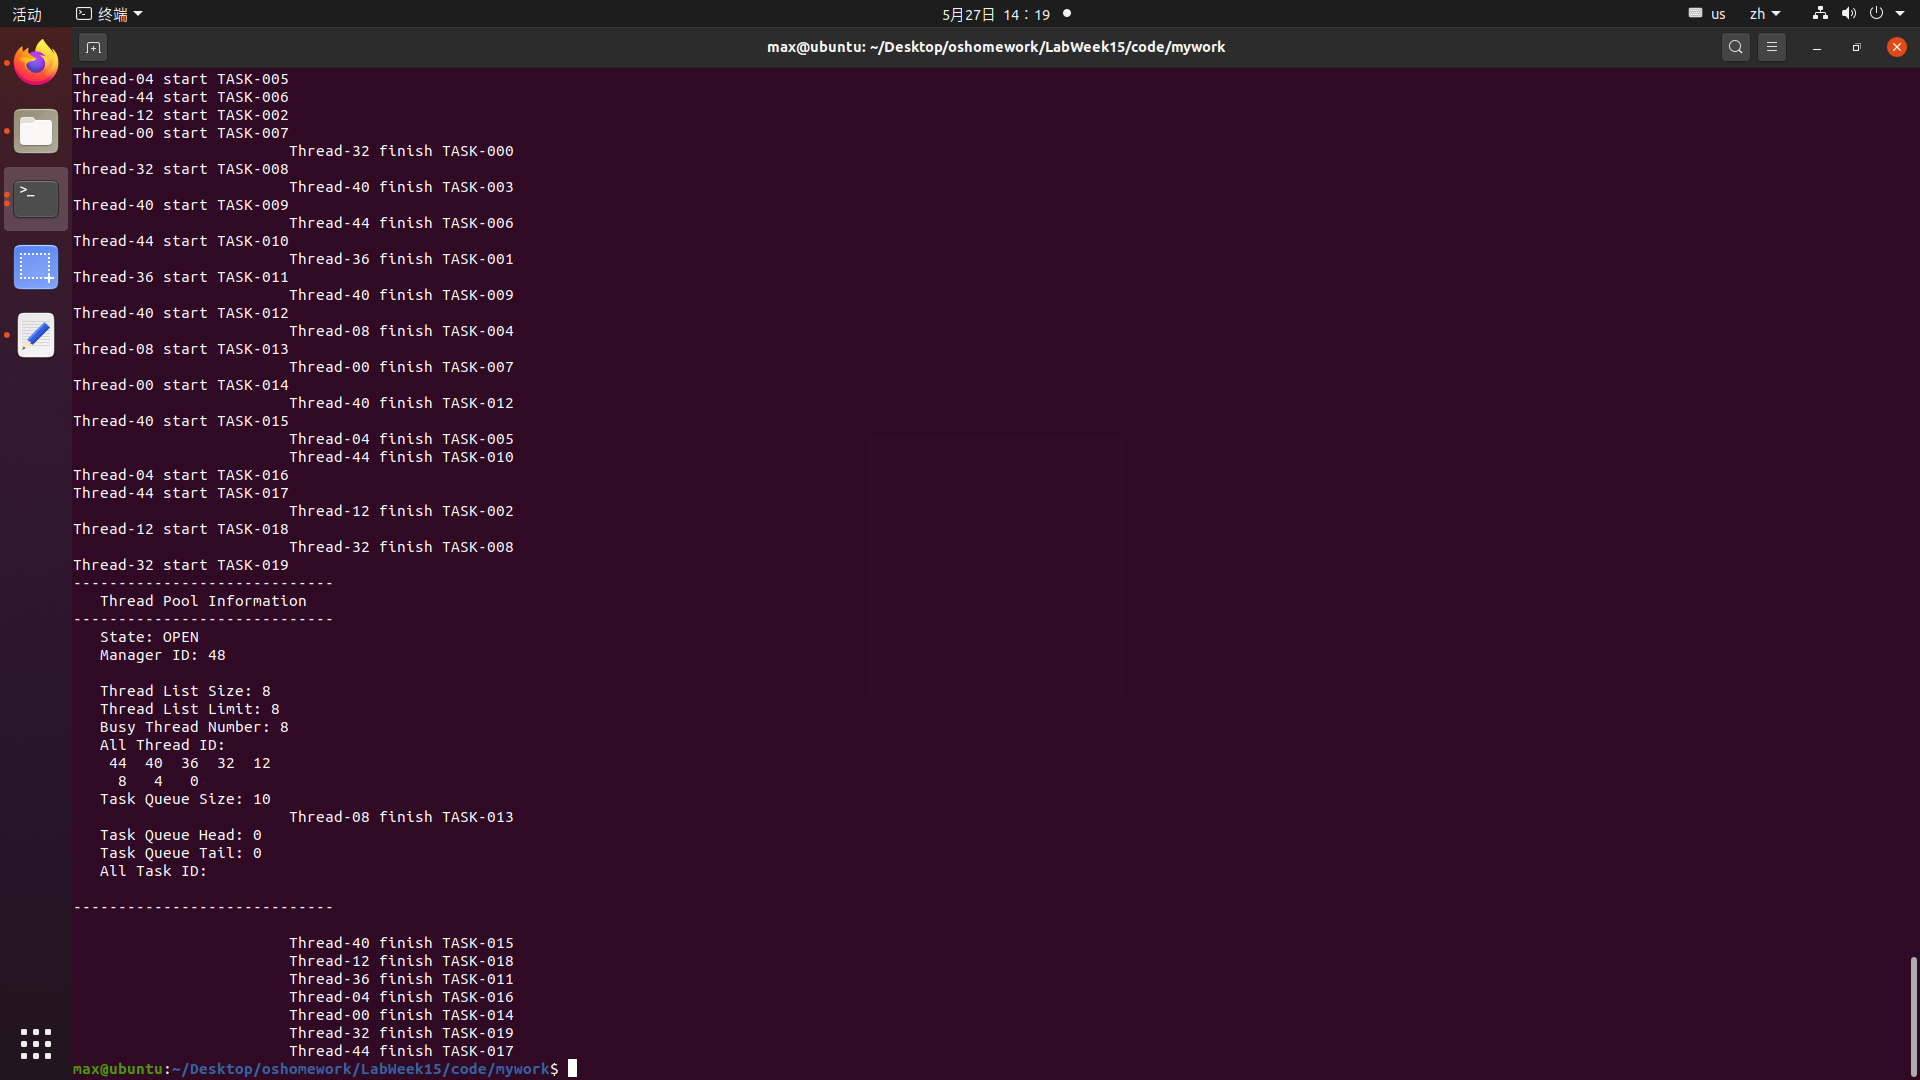 活动 终端 5月27日 14：19 us zh
max@ubuntu: ~/Desktop/oshomework/LabWeek15/code/mywork
Thread-04 start TASK-005
Thread-44 start TASK-006
Thread-12 start TASK-002
Thread-00 start TASK-007
Thread-32 finish TASK-000
Thread-32 start TASK-008
Thread-40 finish TASK-003
Thread-40 start TASK-009
Thread-44 finish TASK-006
Thread-44 start TASK-010
Thread-36 finish TASK-001
Thread-36 start TASK-011
Thread-40 finish TASK-009
Thread-40 start TASK-012
Thread-08 finish TASK-004
Thread-08 start TASK-013
Thread-00 finish TASK-007
Thread-00 start TASK-014
Thread-40 finish TASK-012
Thread-40 start TASK-015
Thread-04 finish TASK-005
Thread-44 finish TASK-010
Thread-04 start TASK-016
Thread-44 start TASK-017
Thread-12 finish TASK-002
Thread-12 start TASK-018
Thread-32 finish TASK-008
Thread-32 start TASK-019
-----------------------------
Thread Pool Information
-----------------------------
State: OPEN
Manager ID: 48
Thread List Size: 8
Thread List Limit: 8
Busy Thread Number: 8
All Thread ID:
44 40 36 32 12
8 4 0
Task Queue Size: 10
Thread-08 finish TASK-013
Task Queue Head: 0
Task Queue Tail: 0
All Task ID:
-----------------------------
Thread-40 finish TASK-015
Thread-12 finish TASK-018
Thread-36 finish TASK-011
Thread-04 finish TASK-016
Thread-00 finish TASK-014
Thread-32 finish TASK-019
Thread-44 finish TASK-017
max@ubuntu:~/Desktop/oshomework/LabWeek15/code/mywork$